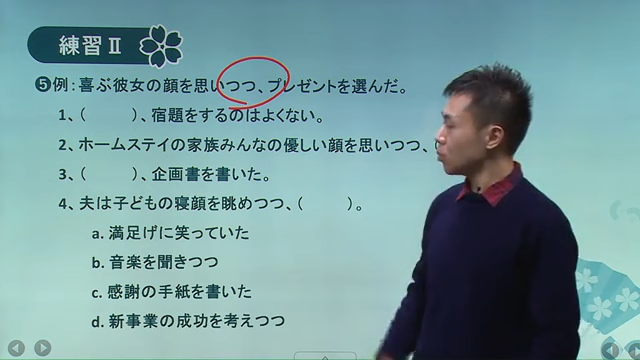 練習Ⅱ
❺例：喜ぶ彼女の顔を思いつつ、プレゼントを選んだ。
1、（　　　）、宿題をするのはよくない。
2、ホームステイの家族みんなの優しい顔を思いつつ、
3、（　　　）、企画書を書いた。
4、夫は子どもの寝顔を眺めつつ、（　　　）。
a. 満足げに笑っていた
b. 音楽を聞きつつ
c. 感謝の手紙を書いた
d. 新事業の成功を考えつつ